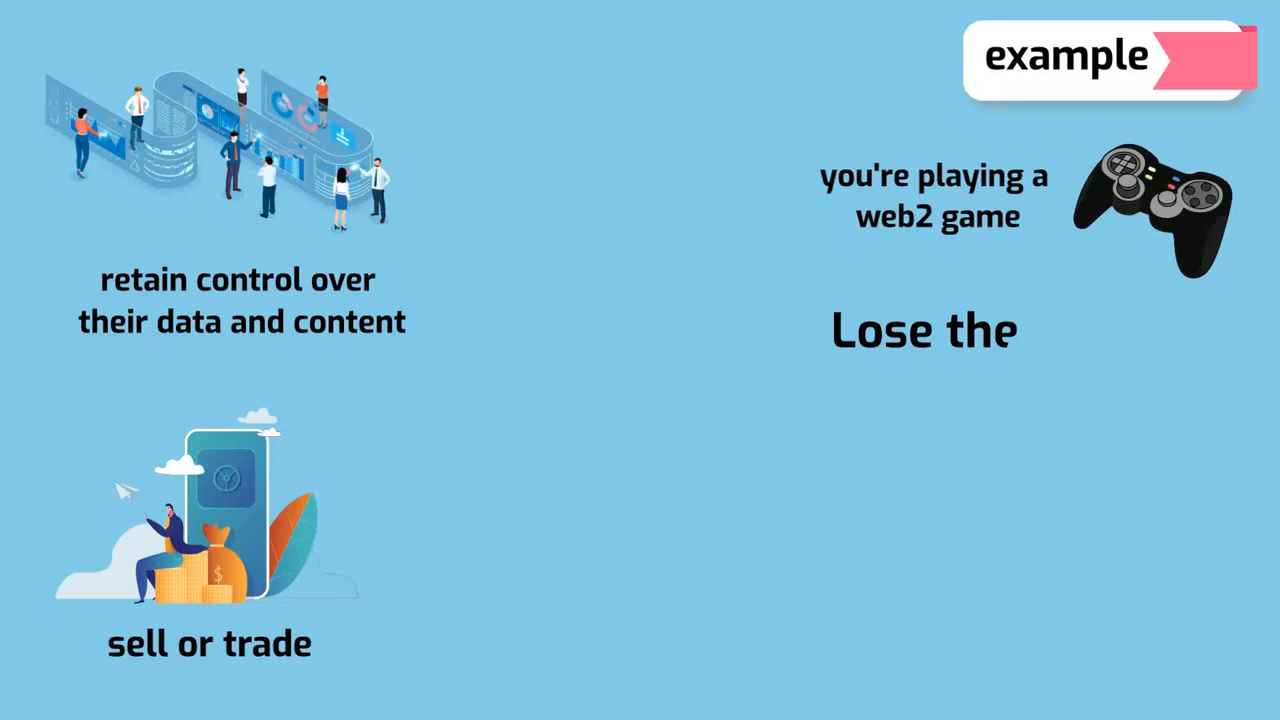 example
you're playing a
web2 game
retain control over
their data and content
Lose the
sell or trade